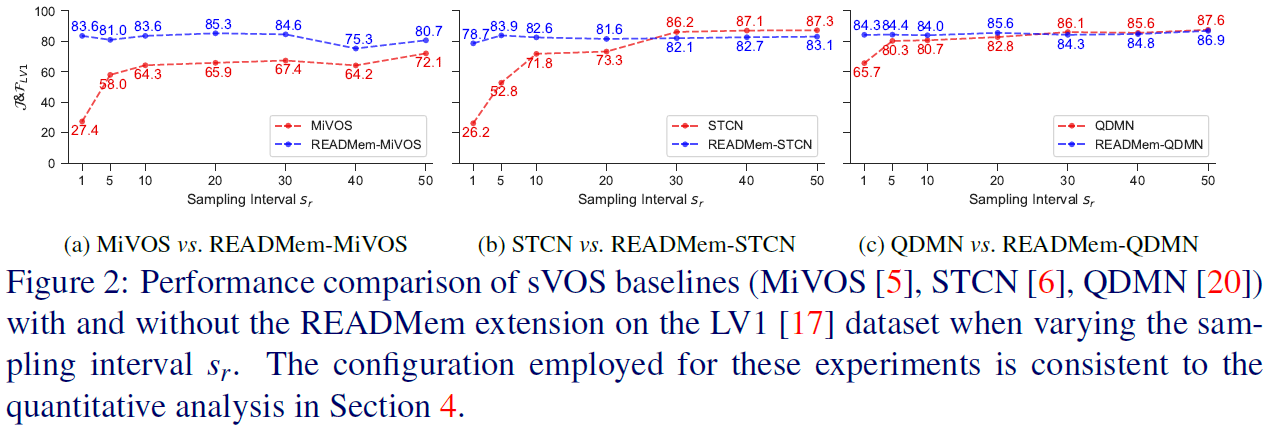 100
80
60
40
20
0
J&F_LV1
83.6 81.0 83.6 85.3 84.6 75.3 80.7
27.4 58.0 64.3 65.9 67.4 64.2 72.1
MiVOS
READMem-MiVOS
1 5 10 20 30 40 50
Sampling Interval s_r
78.7 83.9 82.6 81.6 82.1 82.7 83.1
26.2 52.8 71.8 73.3 86.2 87.1 87.3
STCN
READMem-STCN
1 5 10 20 30 40 50
Sampling Interval s_r
84.3 84.4 84.0 85.6 84.3 84.8 86.9
65.7 80.3 80.7 82.8 86.1 85.6 87.6
QDMN
READMem-QDMN
1 5 10 20 30 40 50
Sampling Interval s_r
(a) MiVOS vs. READMem-MiVOS
(b) STCN vs. READMem-STCN
(c) QDMN vs. READMem-QDMN
Figure 2: Performance comparison of sVOS baselines (MiVOS [5], STCN [6], QDMN [20])
with and without the READMem extension on the LV1 [17] dataset when varying the sam-
pling interval s_r. The configuration employed for these experiments is consistent to the
quantitative analysis in Section 4.